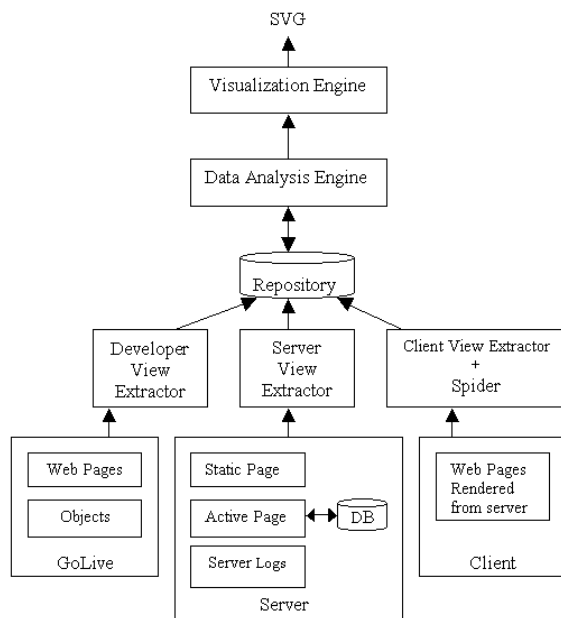 SVG
Visualization Engine
Data Analysis Engine
Repository
Developer
View
Extractor
Server
View
Extractor
Client View Extractor
+
Spider
Web Pages
Objects
GoLive
Static Page
Active Page
DB
Server Logs
Server
Web Pages
Rendered
from server
Client